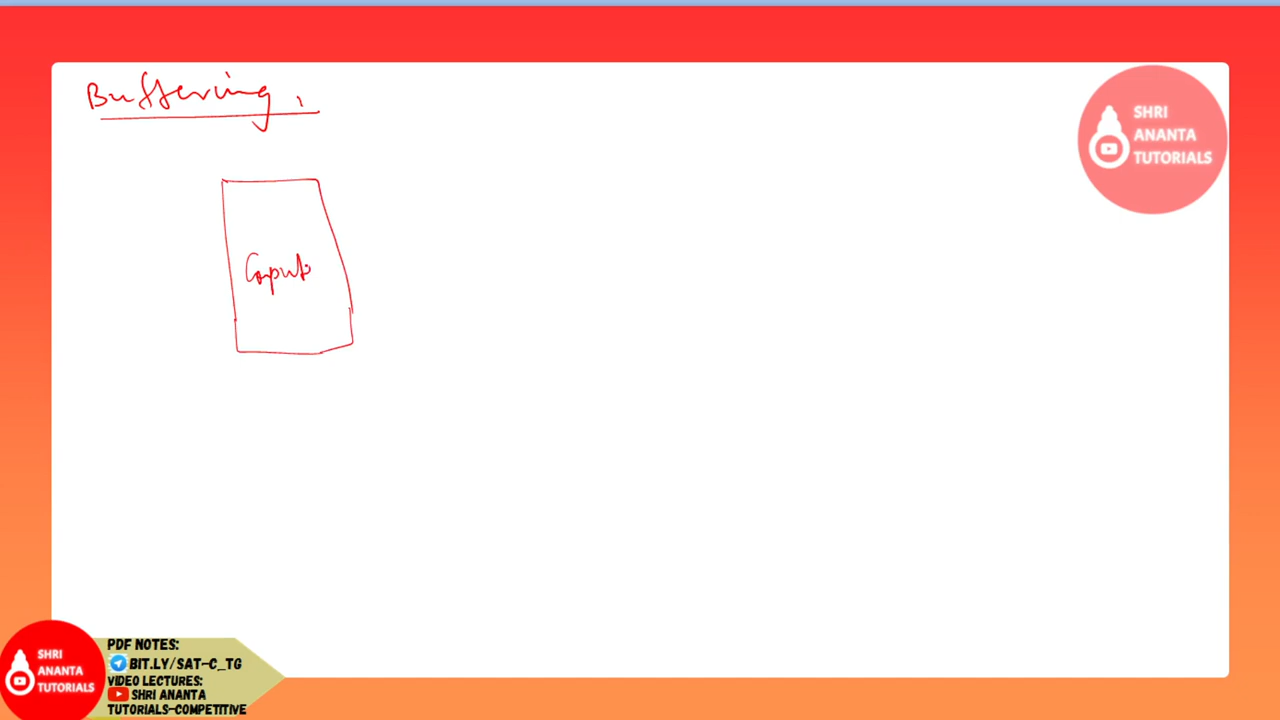 Buffering,
SHRI
ANANTA
TUTORIALS
SHRI
ANANTA
TUTORIALS
PDF NOTES:
BIT.LY/SAT-C_TG
VIDEO LECTURES:
SHRI ANANTA
TUTORIALS-COMPETITIVE